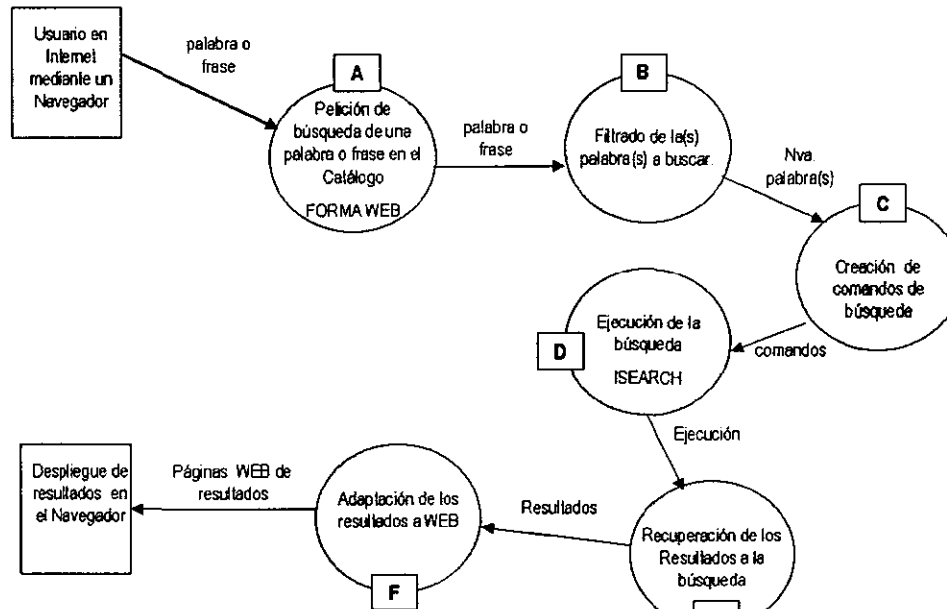 Usuario en
Internet
mediante un
Navegador
palabra o
frase
A
Petición de
búsqueda de una
palabra o frase en el
Catálogo
FORMA WEB
palabra o
frase
B
Filtrado de la(s)
palabra(s) a buscar.
Nva.
palabra(s)
C
Creación de
comandos de
búsqueda
comandos
D
Ejecución de la
búsqueda
ISEARCH
Ejecución
Recuperación de los
Resultados a la
búsqueda
Resultados
Adaptación de los
resultados a WEB
F
Páginas WEB de
resultados
Despliegue de
resultados en
el Navegador